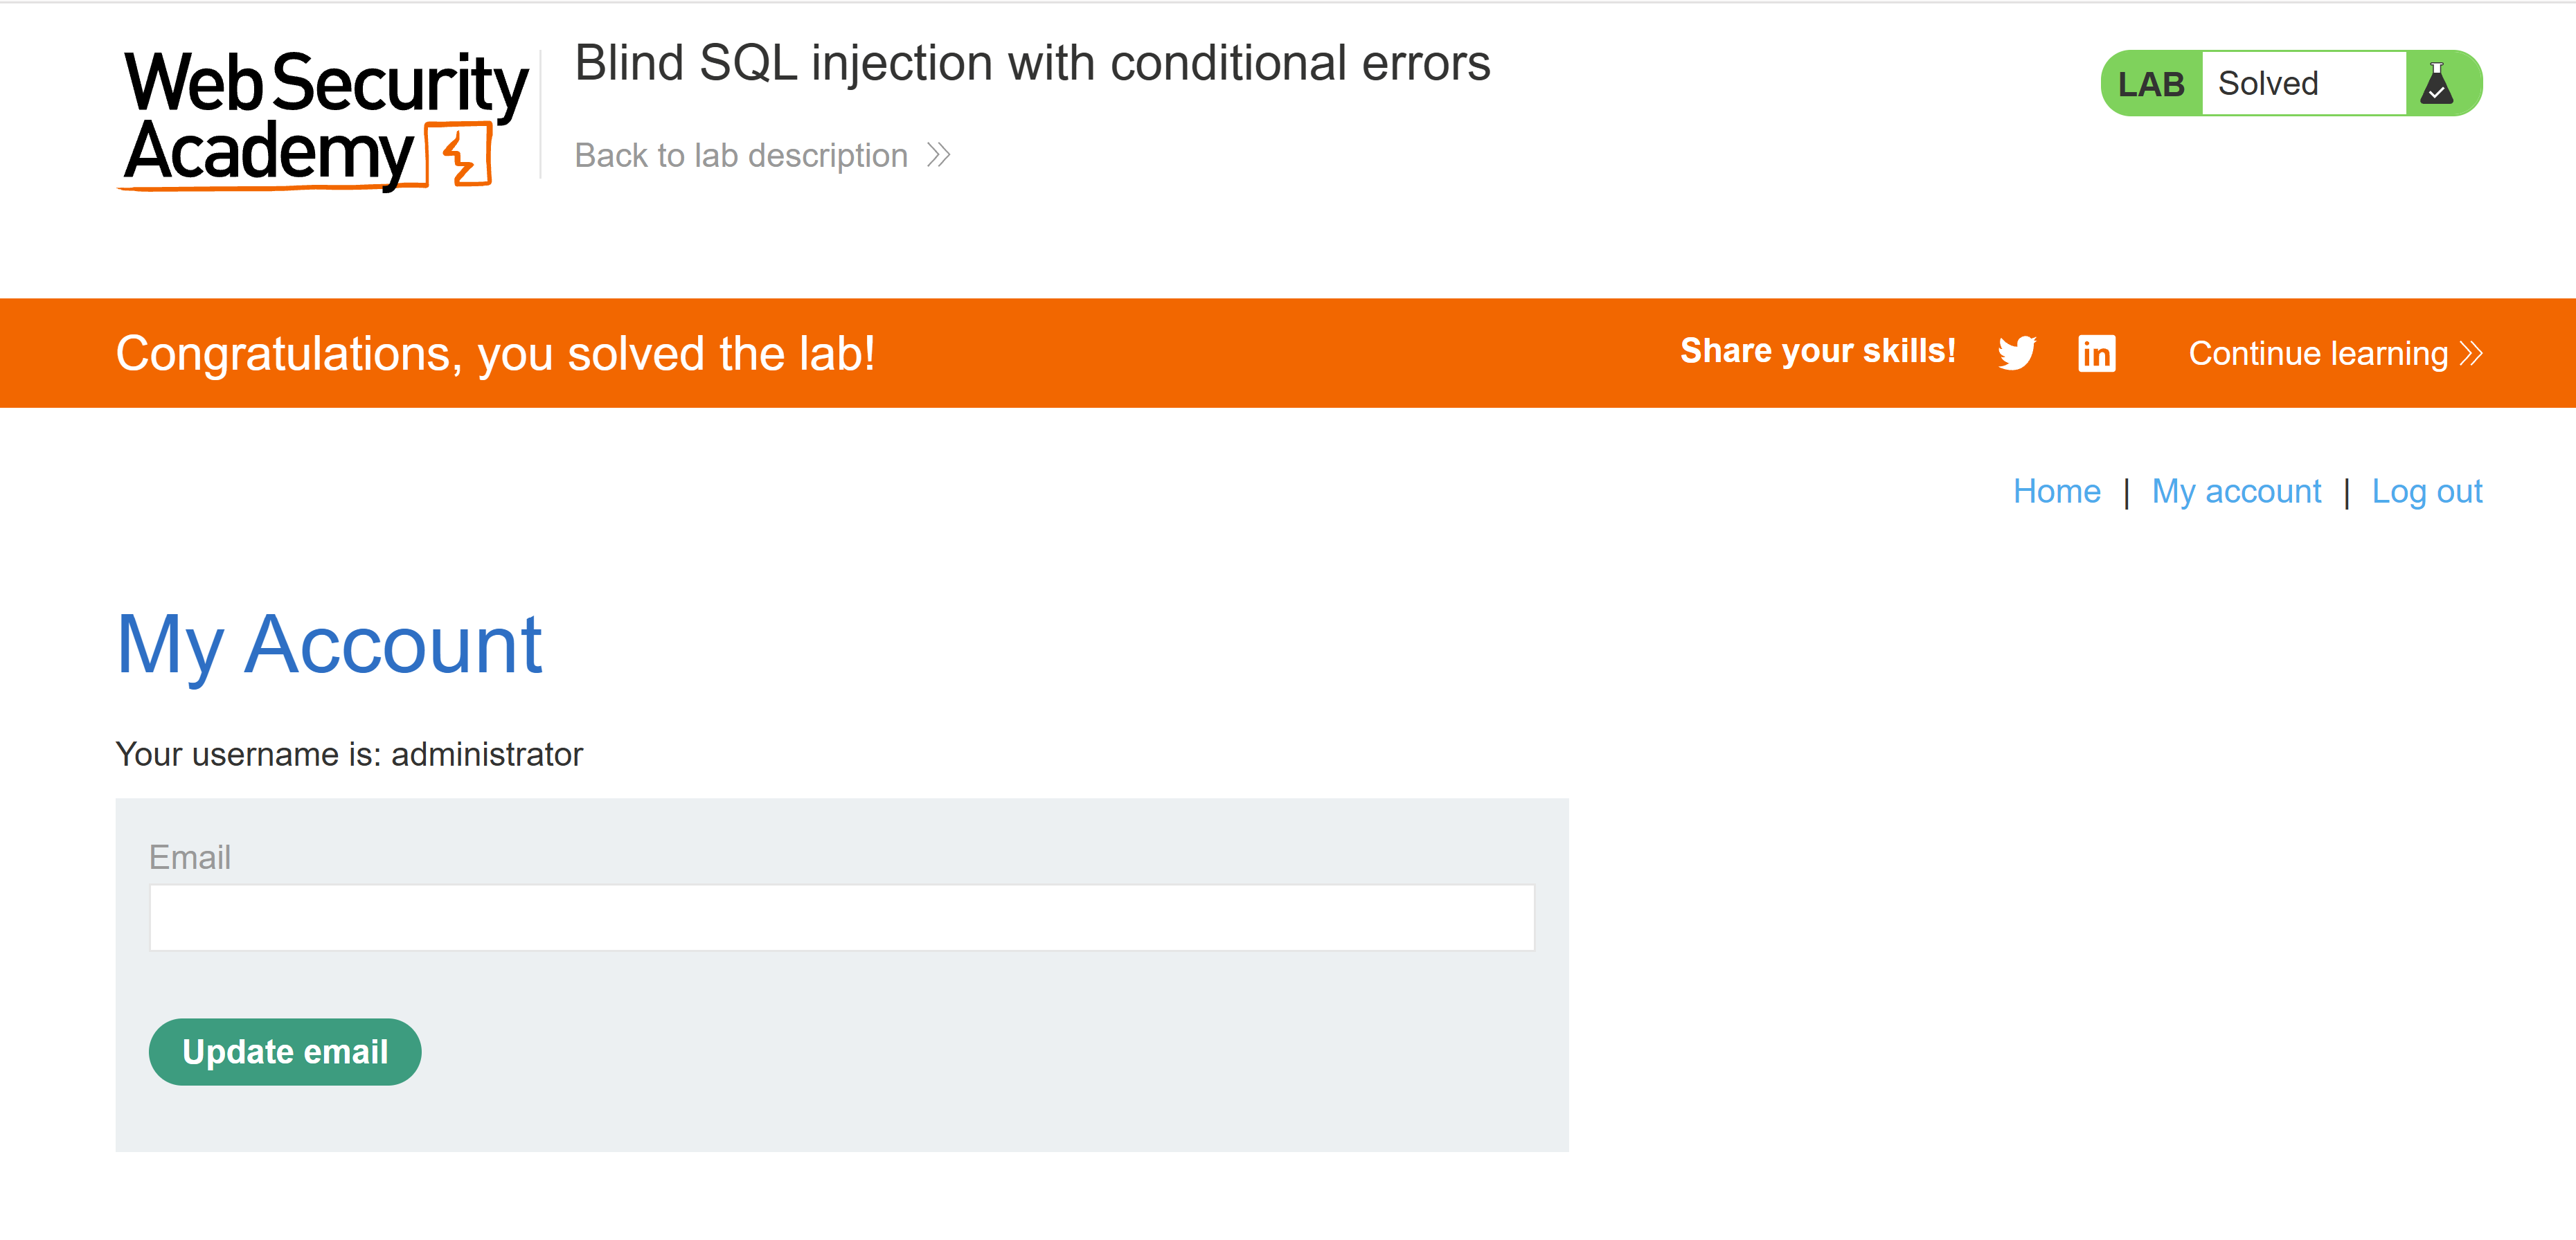 Web Security
Academy
Blind SQL injection with conditional errors
Back to lab description
LAB Solved
Congratulations, you solved the lab!
Share your skills!
Continue learning
Home | My account | Log out
My Account
Your username is: administrator
Email
Update email